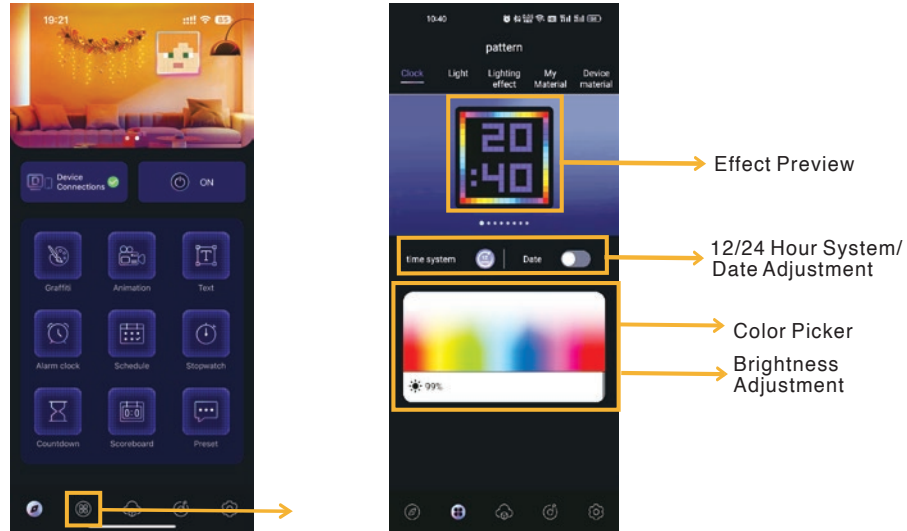 19:21
85
Device
Connections
ON
Graffiti
Animation
Text
Alarm clock
Schedule
Stopwatch
Countdown
Scoreboard
Preset
10:40
pattern
Clock
Light
Lighting
effect
My
Material
Device
material
20
:40
time system
Date
99%
Effect Preview
12/24 Hour System/
Date Adjustment
Color Picker
Brightness
Adjustment